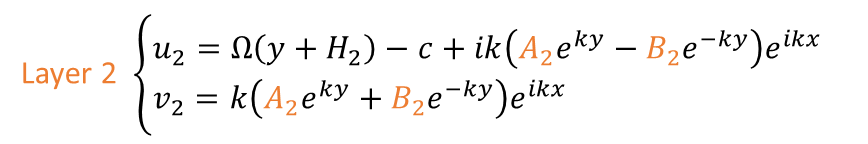 Layer 2 { u₂ = Ω(y + H₂) − c + ik(A₂e^{ky} − B₂e^{−ky})e^{ikx}
v₂ = k(A₂e^{ky} + B₂e^{−ky})e^{ikx}